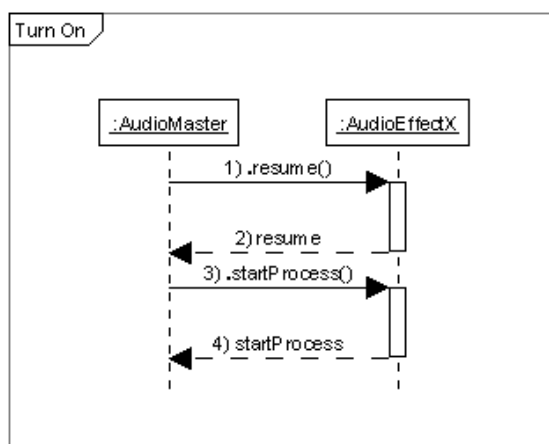 Turn On
:AudioMaster
:AudioEffectX
1) .resume()
2) resume
3) .startProcess()
4) startProcess